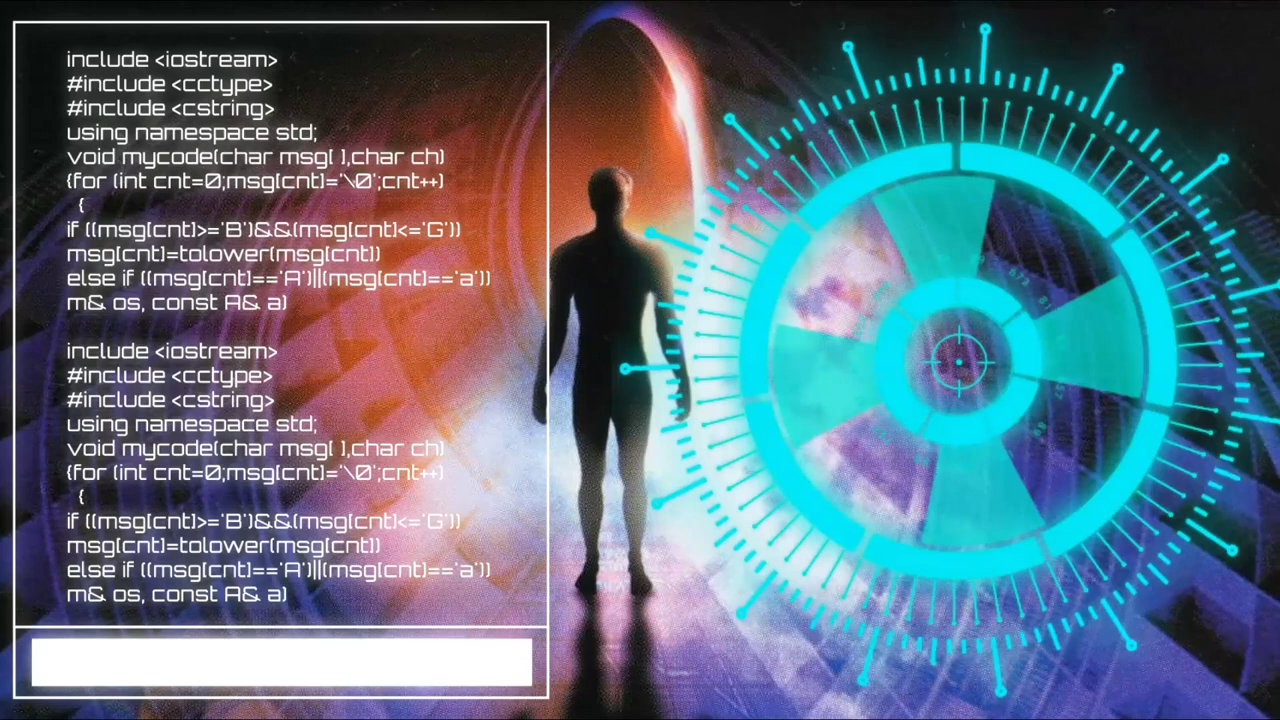 include <iostream>
#include <cctype>
#include <cstring>
using namespace std;
void mycode(char msg[ ],char ch)
{for (int cnt=0;msg[cnt]='\0';cnt++)
{
if ((msg[cnt]>='B')&&(msg[cnt]<='G'))
msg[cnt]=tolower(msg[cnt])
else if ((msg[cnt]=='A')||(msg[cnt]=='a'))
m& os, const A& a)
include <iostream>
#include <cctype>
#include <cstring>
using namespace std;
void mycode(char msg[ ],char ch)
{for (int cnt=0;msg[cnt]='\0';cnt++)
{
if ((msg[cnt]>='B')&&(msg[cnt]<='G'))
msg[cnt]=tolower(msg[cnt])
else if ((msg[cnt]=='A')||(msg[cnt]=='a'))
m& os, const A& a)